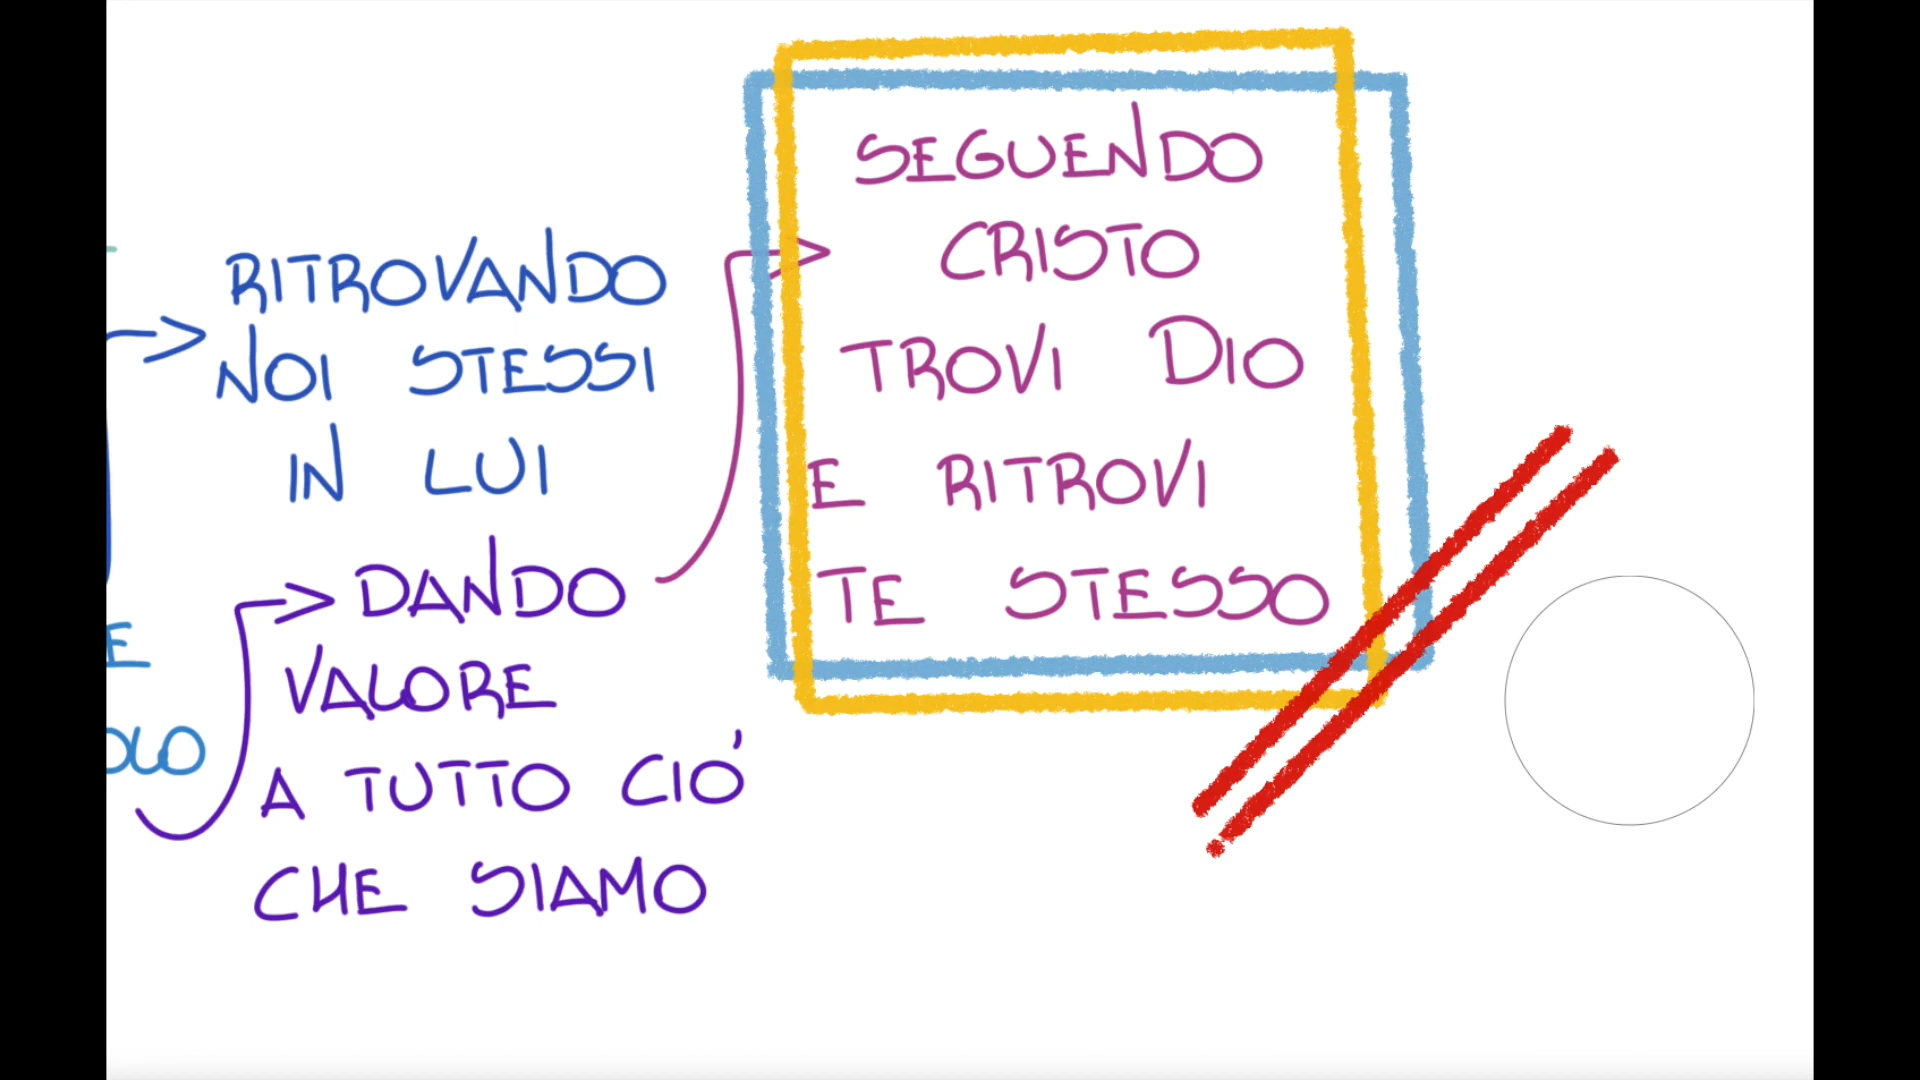 RITROVANDO
NOI STESSI
IN LUI
DANDO
VALORE
A TUTTO CIO'
CHE SIAMO
SEGUENDO
CRISTO
TROVI DIO
E RITROVI
TE STESSO